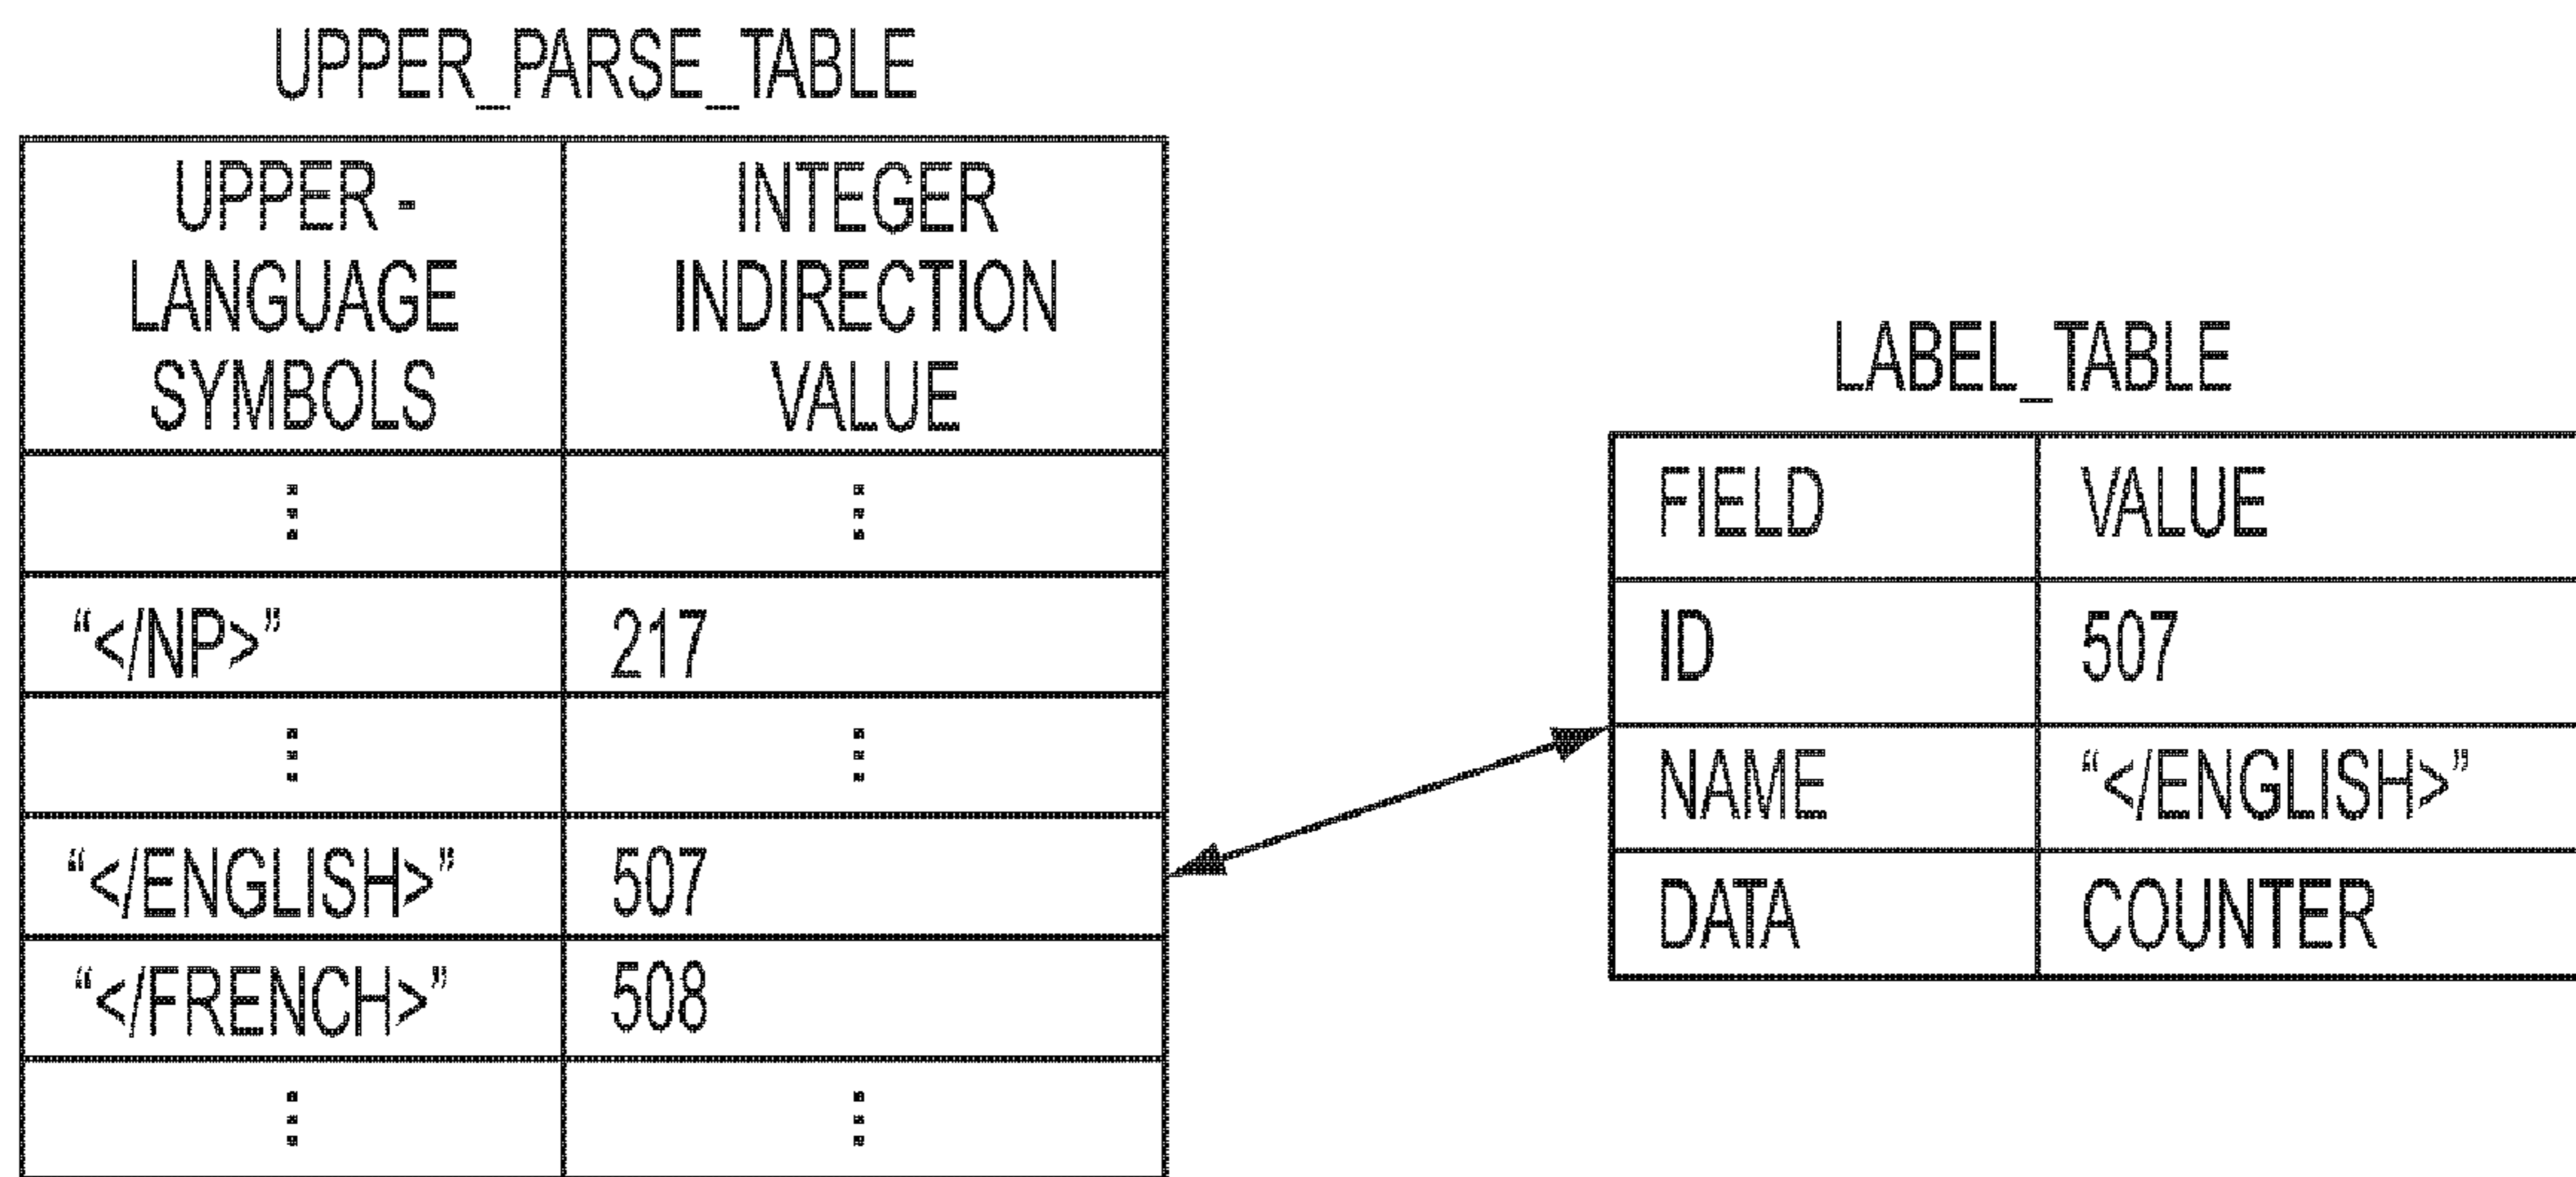 UPPER_PARSE_TABLE
UPPER -
LANGUAGE
SYMBOLS
INTEGER
INDIRECTION
VALUE
⋮ ⋮
“</NP>” 217
⋮ ⋮
“</ENGLISH>” 507
“</FRENCH>” 508
⋮ ⋮
LABEL_TABLE
FIELD VALUE
ID 507
NAME “</ENGLISH>”
DATA COUNTER